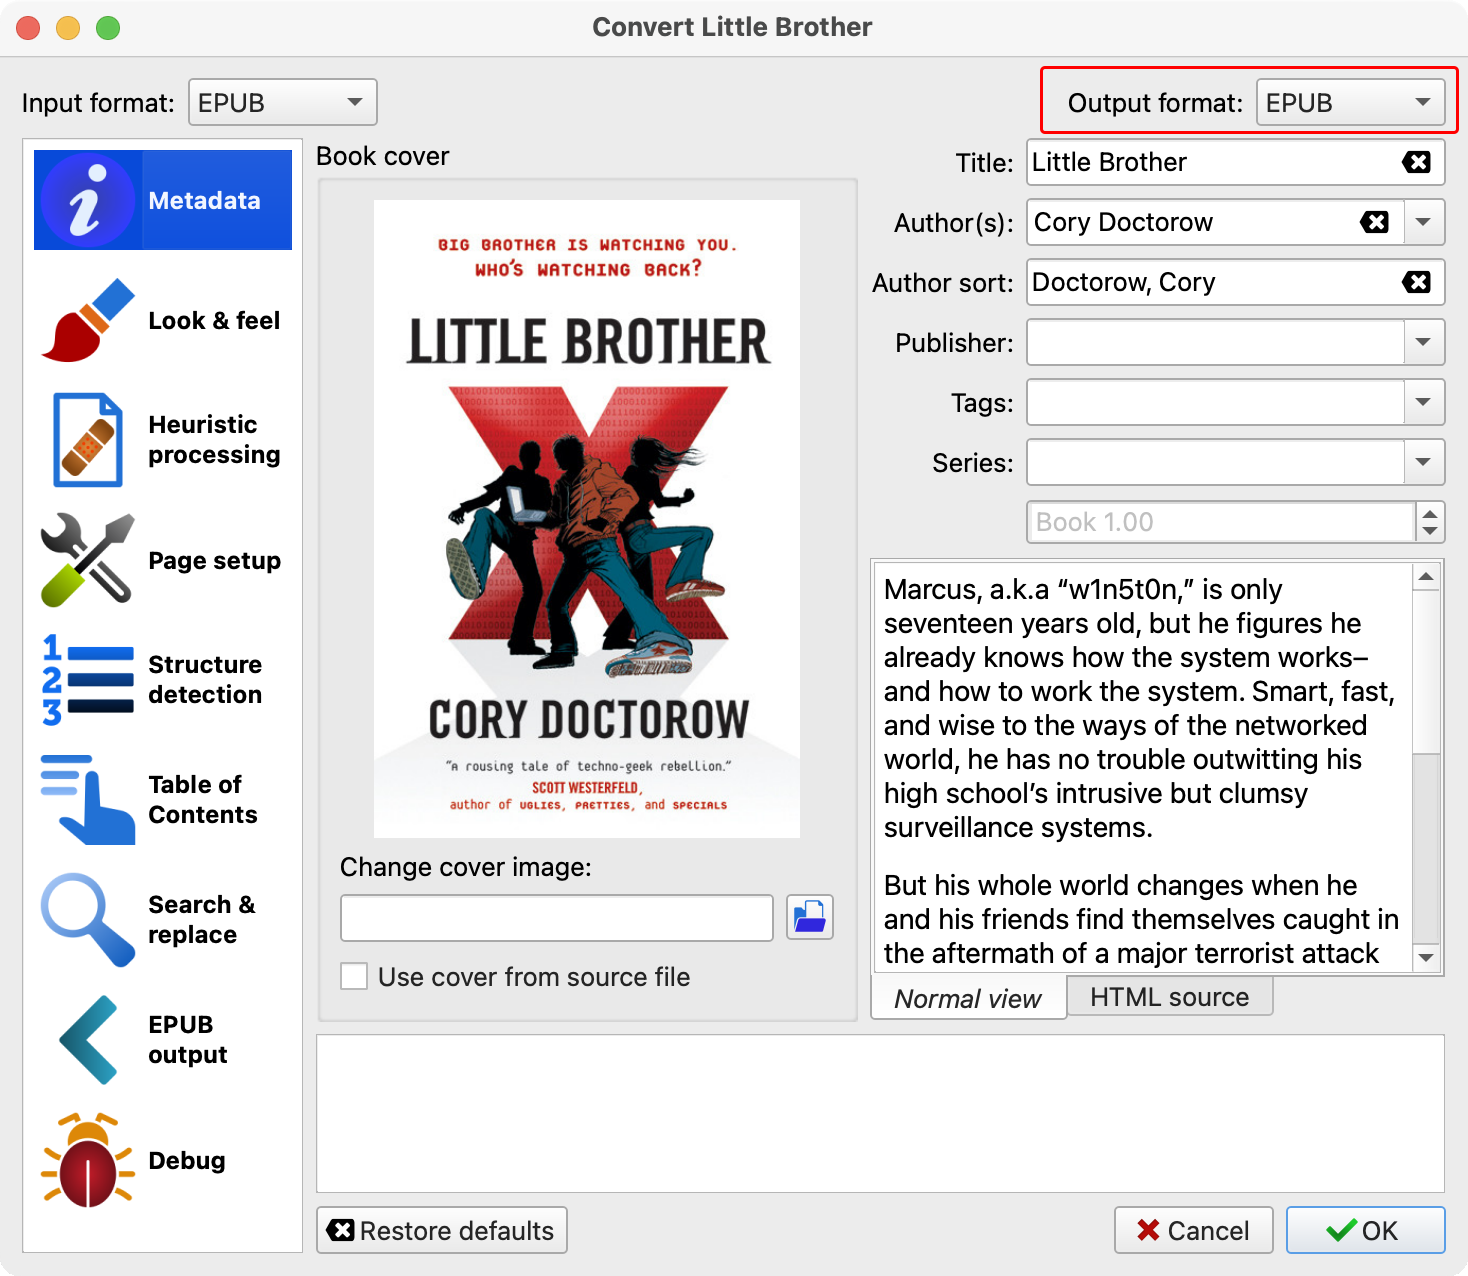 Convert Little Brother
Input format: EPUB
Output format: EPUB
Metadata
Look & feel
Heuristic
processing
Page setup
Structure
detection
Table of
Contents
Search &
replace
EPUB
output
Debug
Book cover
BIG BROTHER IS WATCHING YOU.
WHO'S WATCHING BACK?
LITTLE BROTHER
CORY DOCTOROW
"A rousing tale of techno-geek rebellion."
SCOTT WESTERFELD,
author of UGLIES, PRETTIES, and SPECIALS
Change cover image:
Use cover from source file
Title: Little Brother
Author(s): Cory Doctorow
Author sort: Doctorow, Cory
Publisher:
Tags:
Series:
Book 1.00
Marcus, a.k.a “w1n5t0n,” is only
seventeen years old, but he figures he
already knows how the system works–
and how to work the system. Smart, fast,
and wise to the ways of the networked
world, he has no trouble outwitting his
high school’s intrusive but clumsy
surveillance systems.
But his whole world changes when he
and his friends find themselves caught in
the aftermath of a major terrorist attack
Normal view
HTML source
Restore defaults
Cancel
OK